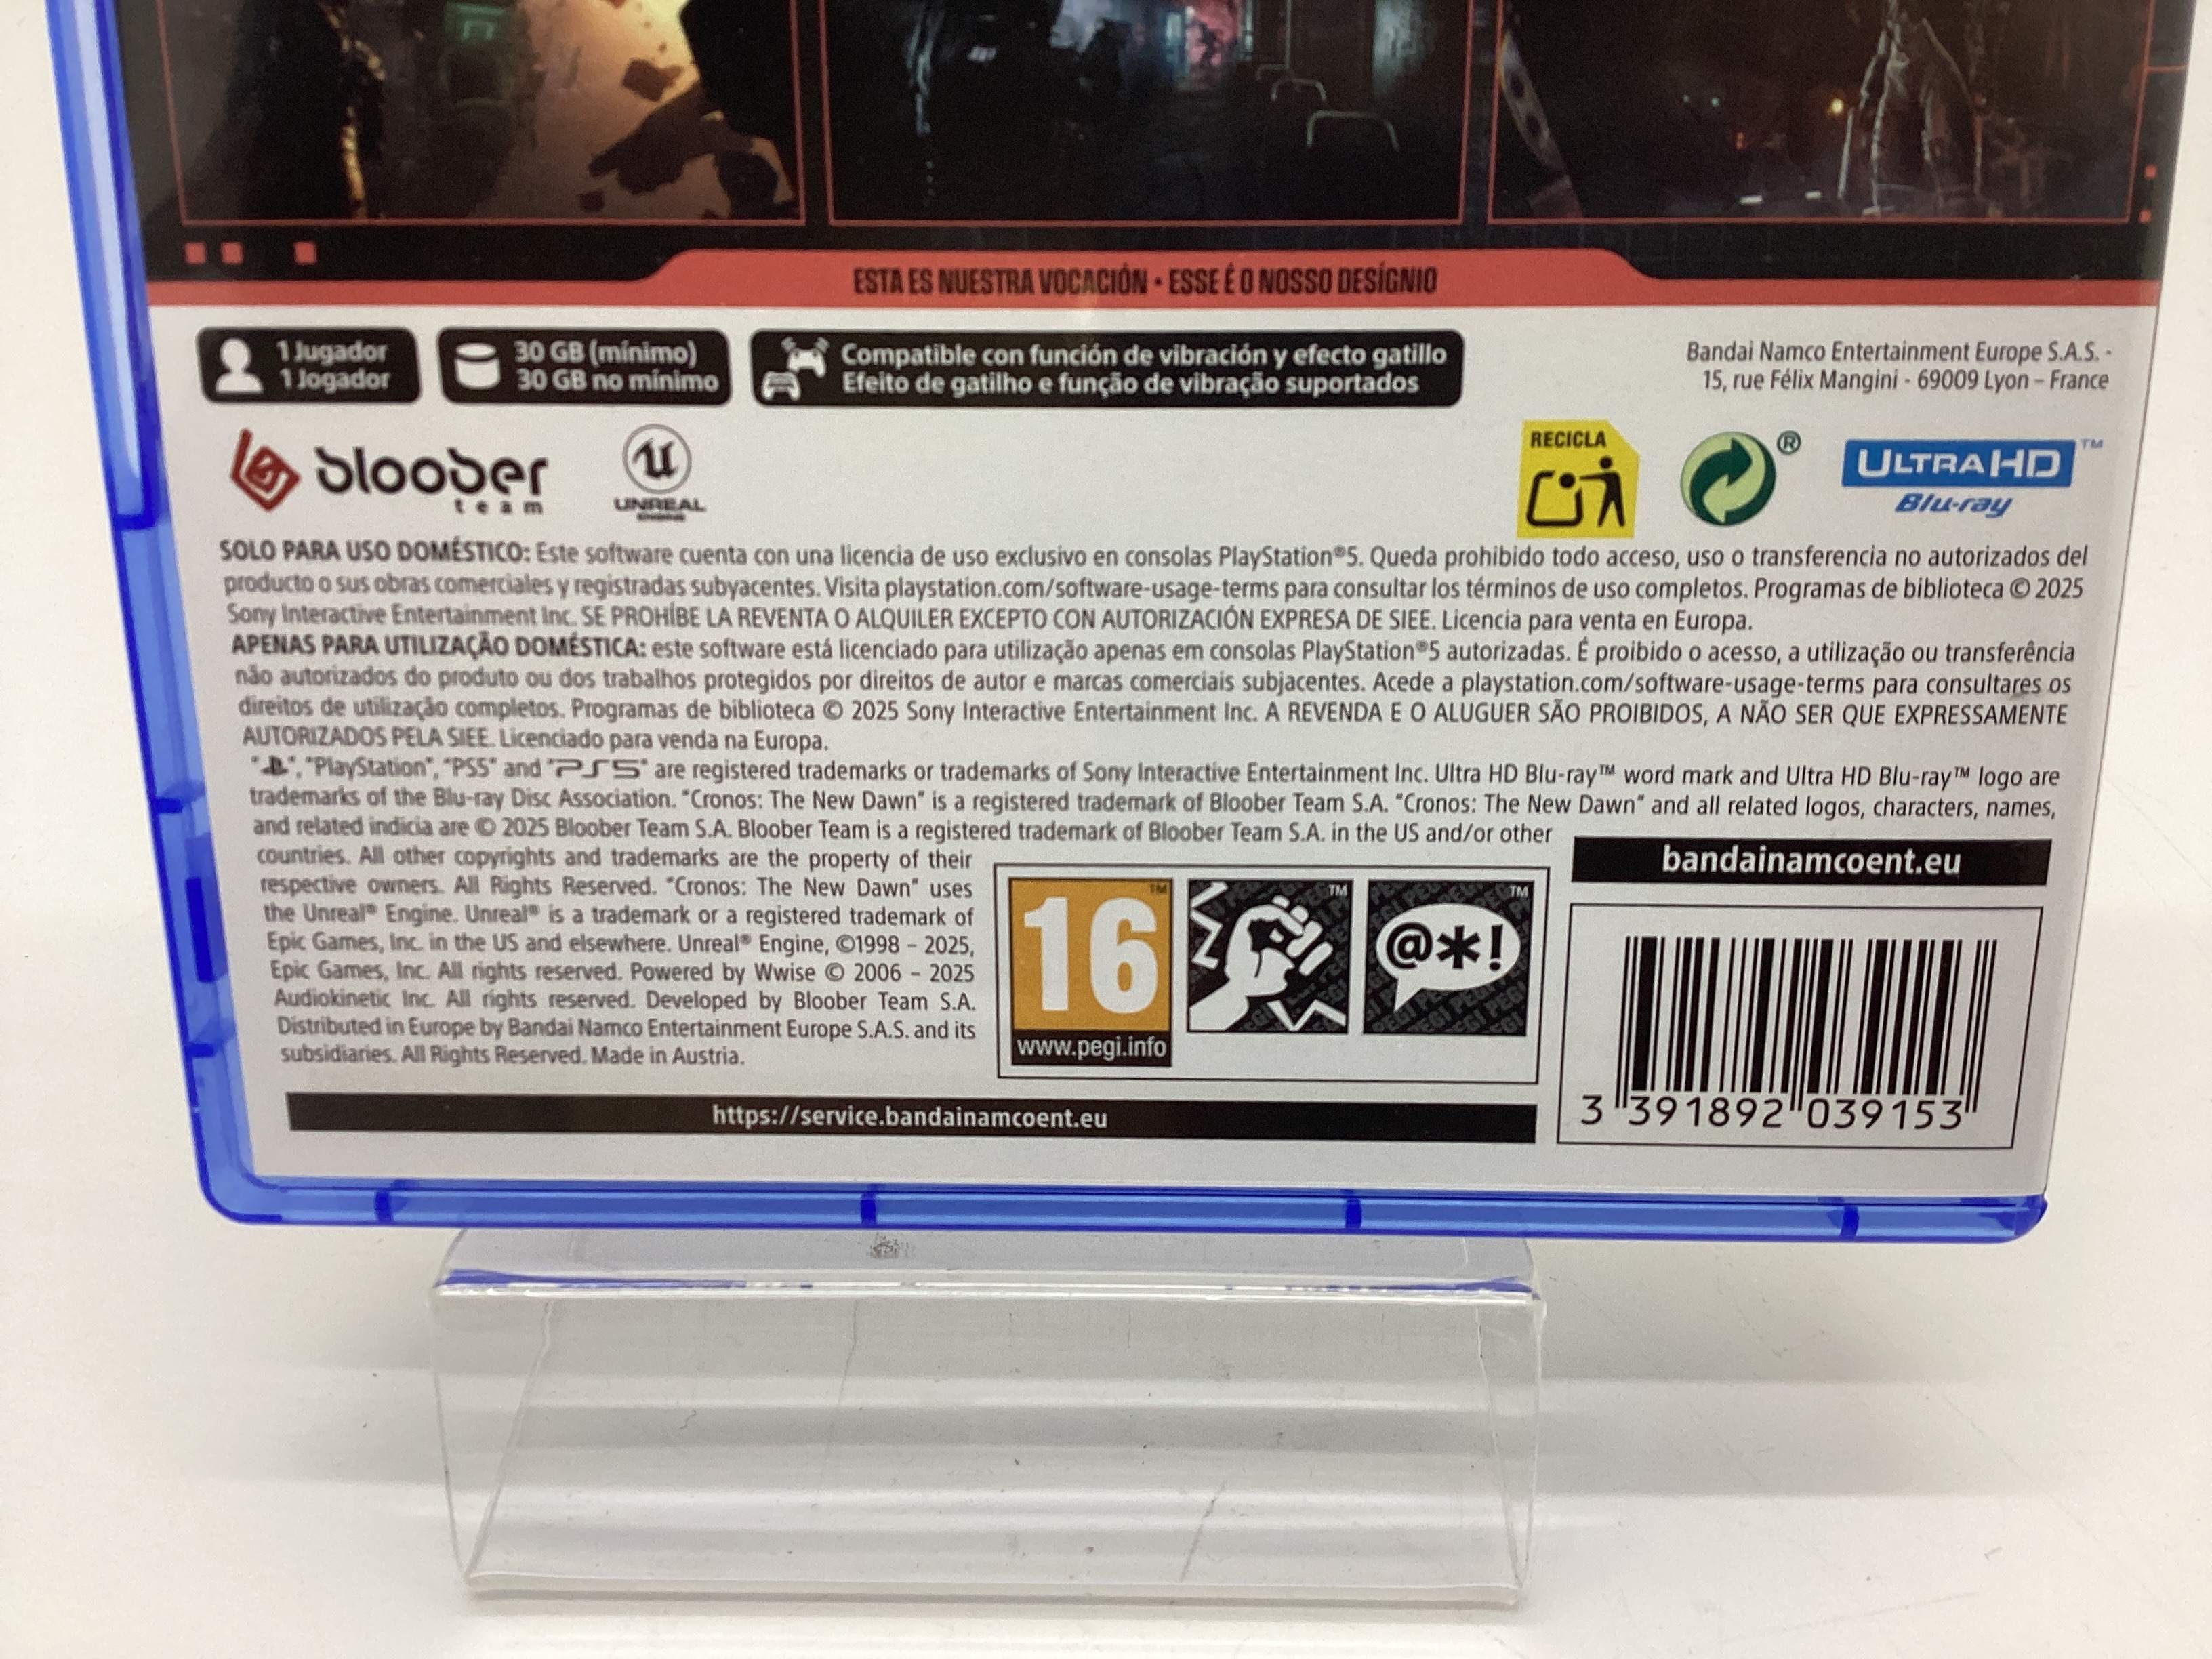 ESTA ES NUESTRA VOCACIÓN · ESSE É O NOSSO DESÍGNIO
1 Jugador
1 Jogador
30 GB (mínimo)
30 GB no mínimo
Compatible con función de vibración y efecto gatillo
Efeito de gatilho e função de vibração suportados
Bandai Namco Entertainment Europe S.A.S. -
15, rue Félix Mangini - 69009 Lyon – France
bloober
team
UNREAL
ENGINE
RECICLA
®
ULTRA HD™
Blu-ray
SOLO PARA USO DOMÉSTICO: Este software cuenta con una licencia de uso exclusivo en consolas PlayStation®5. Queda prohibido todo acceso, uso o transferencia no autorizados del
producto o sus obras comerciales y registradas subyacentes. Visita playstation.com/software-usage-terms para consultar los términos de uso completos. Programas de biblioteca © 2025
Sony Interactive Entertainment Inc. SE PROHÍBE LA REVENTA O ALQUILER EXCEPTO CON AUTORIZACIÓN EXPRESA DE SIEE. Licencia para venta en Europa.
APENAS PARA UTILIZAÇÃO DOMÉSTICA: este software está licenciado para utilização apenas em consolas PlayStation®5 autorizadas. É proibido o acesso, a utilização ou transferência
não autorizados do produto ou dos trabalhos protegidos por direitos de autor e marcas comerciais subjacentes. Acede a playstation.com/software-usage-terms para consultares os
direitos de utilização completos. Programas de biblioteca © 2025 Sony Interactive Entertainment Inc. A REVENDA E O ALUGUER SÃO PROIBIDOS, A NÃO SER QUE EXPRESSAMENTE
AUTORIZADOS PELA SIEE. Licenciado para venda na Europa.
"PS", "PlayStation", "PS5" and "PS5" are registered trademarks or trademarks of Sony Interactive Entertainment Inc. Ultra HD Blu-ray™ word mark and Ultra HD Blu-ray™ logo are
trademarks of the Blu-ray Disc Association. "Cronos: The New Dawn" is a registered trademark of Bloober Team S.A. "Cronos: The New Dawn" and all related logos, characters, names,
and related indicia are © 2025 Bloober Team S.A. Bloober Team is a registered trademark of Bloober Team S.A. in the US and/or other
countries. All other copyrights and trademarks are the property of their
respective owners. All Rights Reserved. "Cronos: The New Dawn" uses
the Unreal® Engine. Unreal® is a trademark or a registered trademark of
Epic Games, Inc. in the US and elsewhere. Unreal® Engine, ©1998 – 2025,
Epic Games, Inc. All rights reserved. Powered by Wwise © 2006 – 2025
Audiokinetic Inc. All rights reserved. Developed by Bloober Team S.A.
Distributed in Europe by Bandai Namco Entertainment Europe S.A.S. and its
subsidiaries. All Rights Reserved. Made in Austria.
16™
www.pegi.info
™
@*!™
bandainamcoent.eu
3 391892 039153
https://service.bandainamcoent.eu